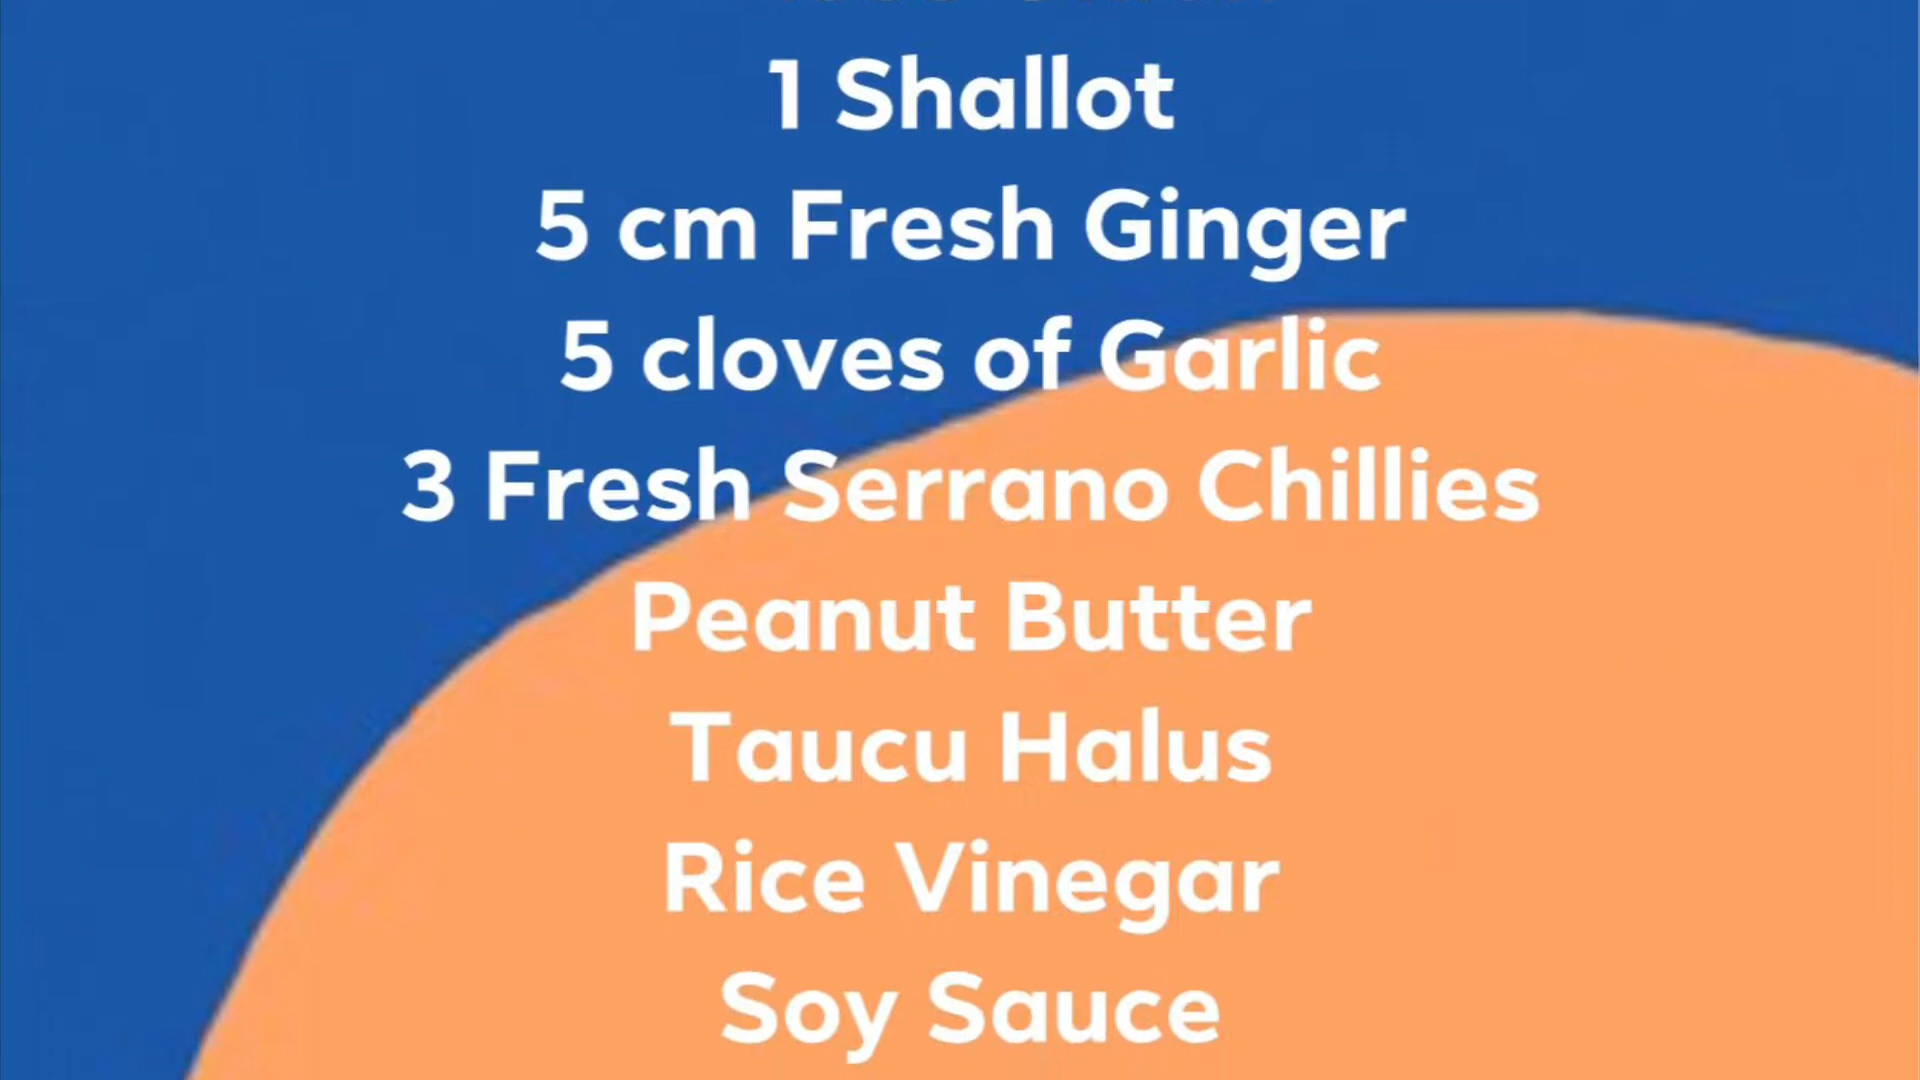 1 Shallot
5 cm Fresh Ginger
5 cloves of Garlic
3 Fresh Serrano Chillies
Peanut Butter
Taucu Halus
Rice Vinegar
Soy Sauce